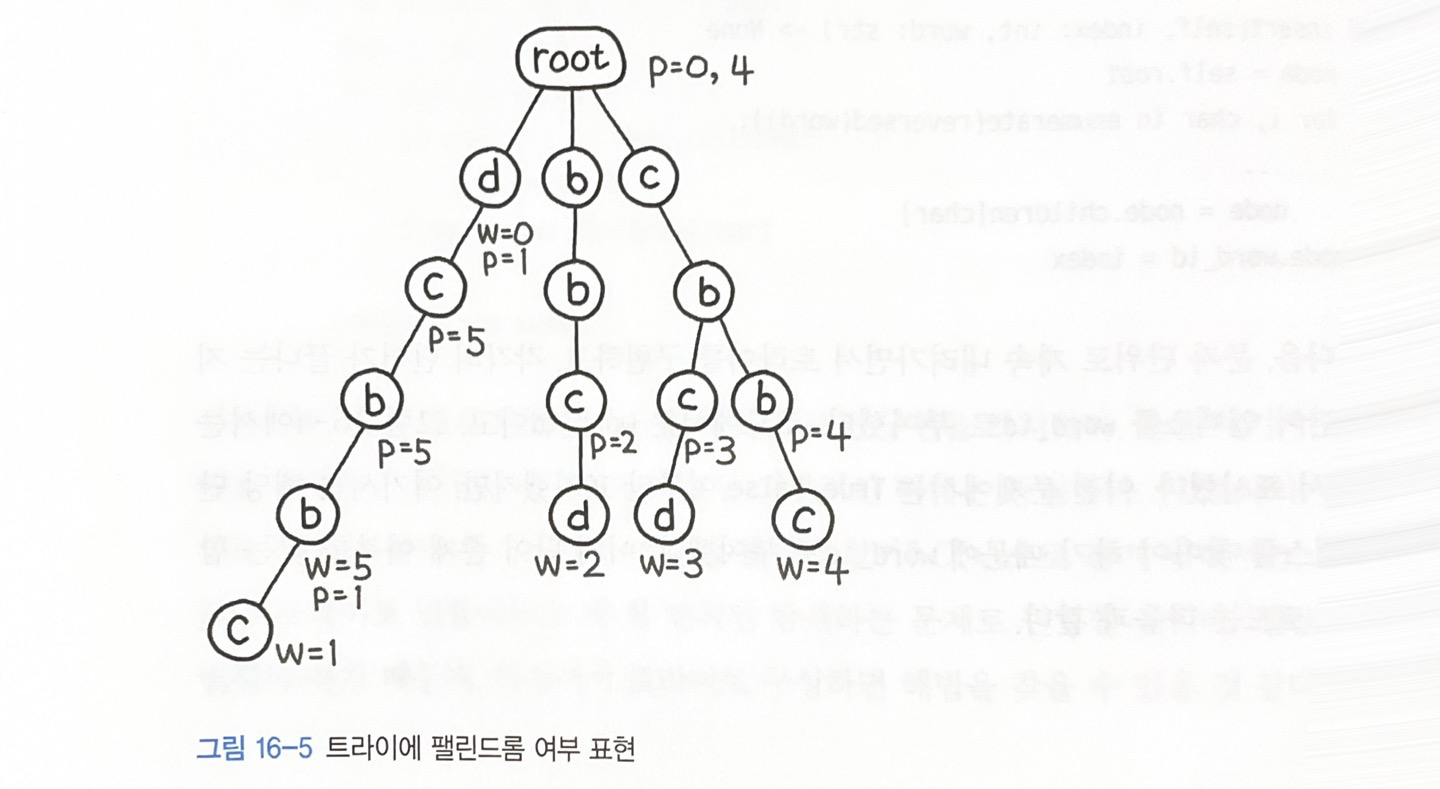 root
p=0, 4
d b c
w=0
p=1
c b b
p=5
b c c b
p=5 p=2 p=3 p=4
b d d c
w=5 w=2 w=3 w=4
p=1
c
w=1
그림 16-5 트라이에 팰린드롬 여부 표현